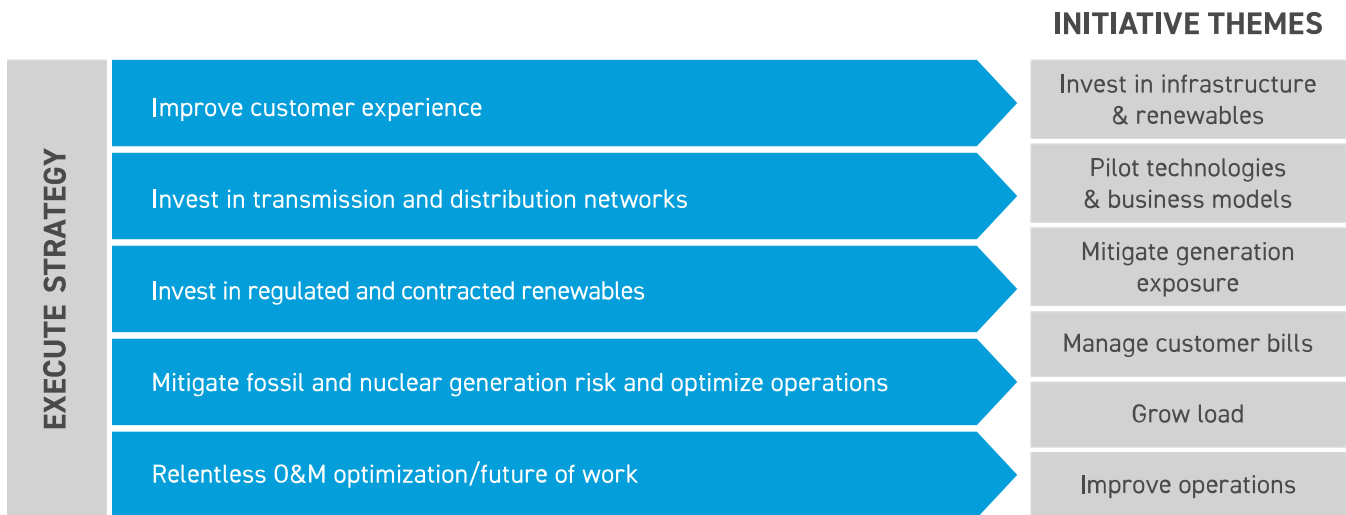 INITIATIVE THEMES
EXECUTE STRATEGY
Improve customer experience
Invest in transmission and distribution networks
Invest in regulated and contracted renewables
Mitigate fossil and nuclear generation risk and optimize operations
Relentless O&M optimization/future of work
Invest in infrastructure
& renewables
Pilot technologies
& business models
Mitigate generation
exposure
Manage customer bills
Grow load
Improve operations